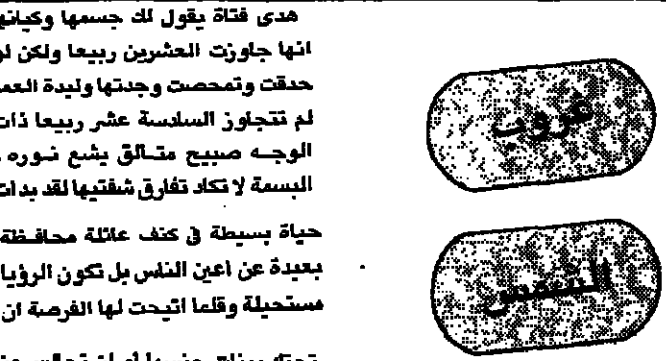 غروب
الشمس
هدى فتاة يقول لك جسمها وكيانها
انها جاوزت العشرين ربيعا ولكن لو
حدقت وتمحصت وجدتها وليدة العمر
لم تتجاوز السادسة عشر ربيعا ذات
الوجه صبيح متالق يشع نوره
البسمة لا تكاد تفارق شفتيها لقد بدات
حياة بسيطة في كنف عائلة محافظة
بعيدة عن اعين الناس بل تكون الرؤيا
مستحيلة وقلما اتيحت لها الفرصة ان